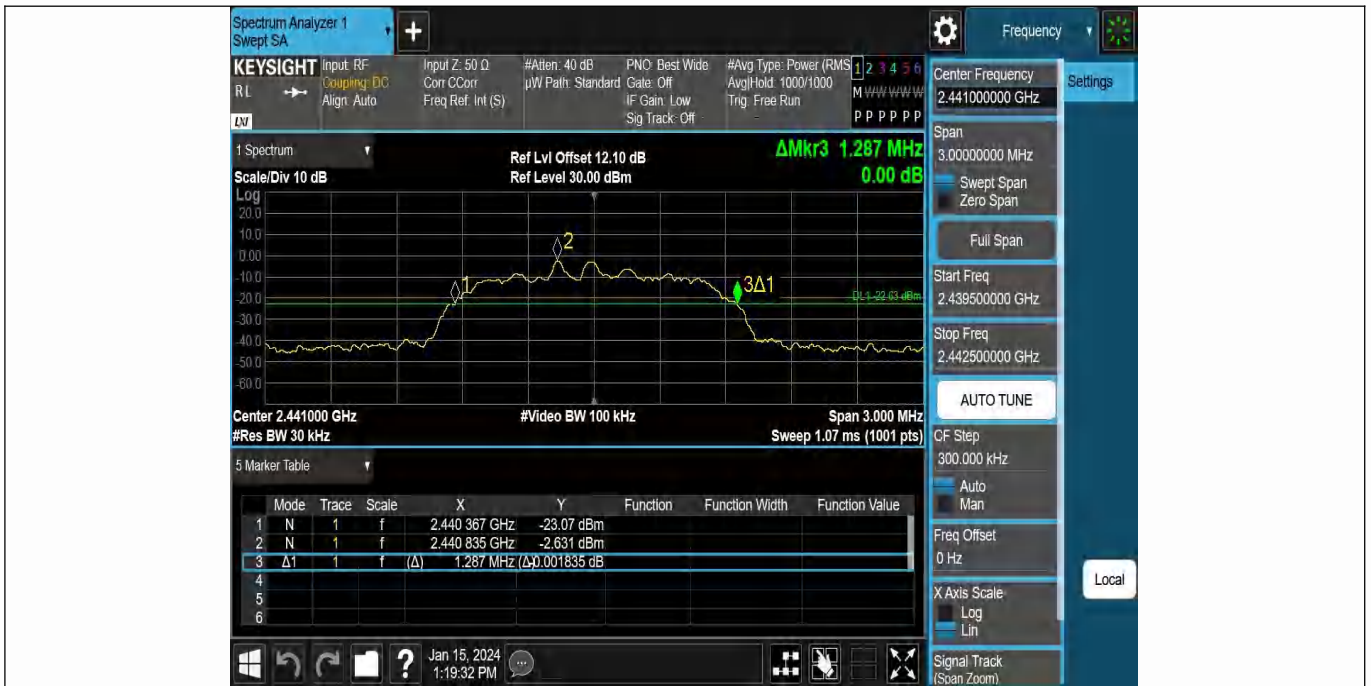 Spectrum Analyzer 1
Swept SA
+
Frequency
KEYSIGHT
RL
LXI
Input: RF
Coupling: DC
Align: Auto
Input Z: 50 Ω
Corr CCorr
Freq Ref: Int (S)
#Atten: 40 dB
µW Path: Standard
PNO: Best Wide
Gate: Off
IF Gain: Low
Sig Track: Off
#Avg Type: Power (RMS
Avg|Hold: 1000/1000
Trig: Free Run
1 2 3 4 5 6
M W W W W W
P P P P P P
1 Spectrum
Scale/Div 10 dB
Ref Lvl Offset 12.10 dB
Ref Level 30.00 dBm
ΔMkr3 1.287 MHz
0.00 dB
Log
20.0
10.0
0.00
-10.0
-20.0
-30.0
-40.0
-50.0
-60.0
1
2
3Δ1
DL1 -22.63 dBm
Center 2.441000 GHz
#Video BW 100 kHz
Span 3.000 MHz
#Res BW 30 kHz
Sweep 1.07 ms (1001 pts)
5 Marker Table
Mode Trace Scale X Y Function Function Width Function Value
1 N 1 f 2.440 367 GHz -23.07 dBm
2 N 1 f 2.440 835 GHz -2.631 dBm
3 Δ1 1 f (Δ) 1.287 MHz (Δ) -0.001835 dB
4
5
6
?
Jan 15, 2024
1:19:32 PM
Center Frequency
2.441000000 GHz
Settings
Span
3.00000000 MHz
Swept Span
Zero Span
Full Span
Start Freq
2.439500000 GHz
Stop Freq
2.442500000 GHz
AUTO TUNE
CF Step
300.000 kHz
Auto
Man
Freq Offset
0 Hz
X Axis Scale
Log
Lin
Local
Signal Track
(Span Zoom)